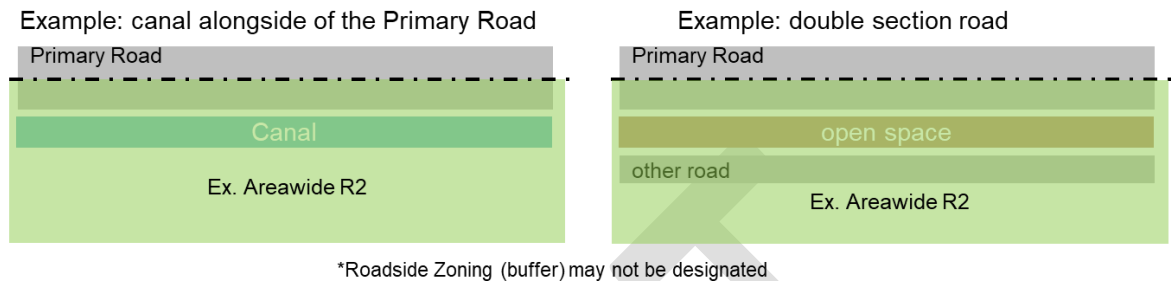 Example: canal alongside of the Primary Road
Primary Road
Canal
Ex. Areawide R2
Example: double section road
Primary Road
open space
other road
Ex. Areawide R2
*Roadside Zoning (buffer) may not be designated